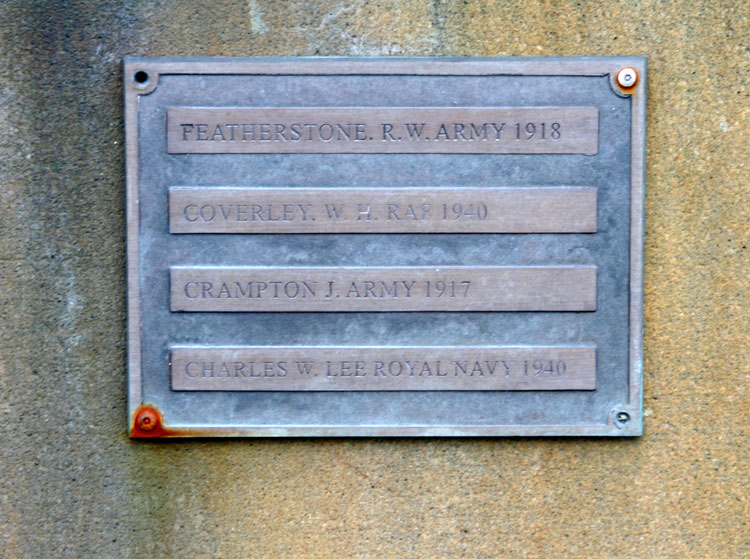 FEATHERSTONE. R.W. ARMY 1918
COVERLEY. W. H. RAF 1940
CRAMPTON J. ARMY 1917
CHARLES W. LEE ROYAL NAVY 1940